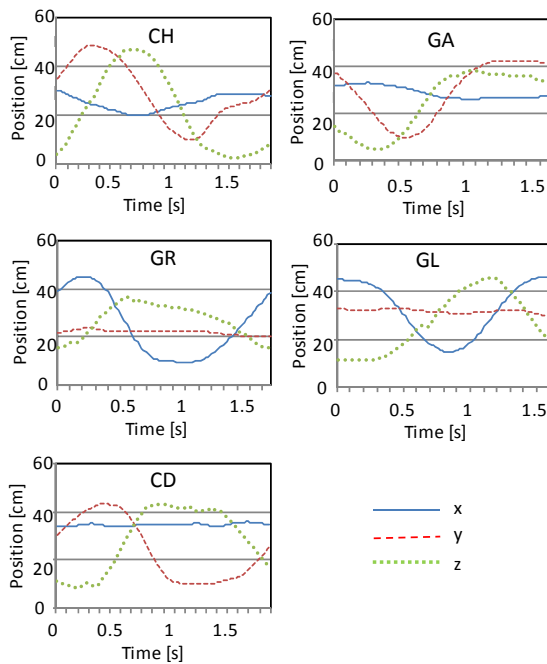 CH
60
40
20
0
Position [cm]
0 0.5 1 1.5
Time [s]
GA
60
40
20
0
Position [cm]
0 0.5 1 1.5
Time [s]
GR
60
40
20
0
Position [cm]
0 0.5 1 1.5
Time [s]
GL
60
40
20
0
Position [cm]
0 0.5 1 1.5
Time [s]
CD
60
40
20
0
Position [cm]
0 0.5 1 1.5
Time [s]
x
y
z